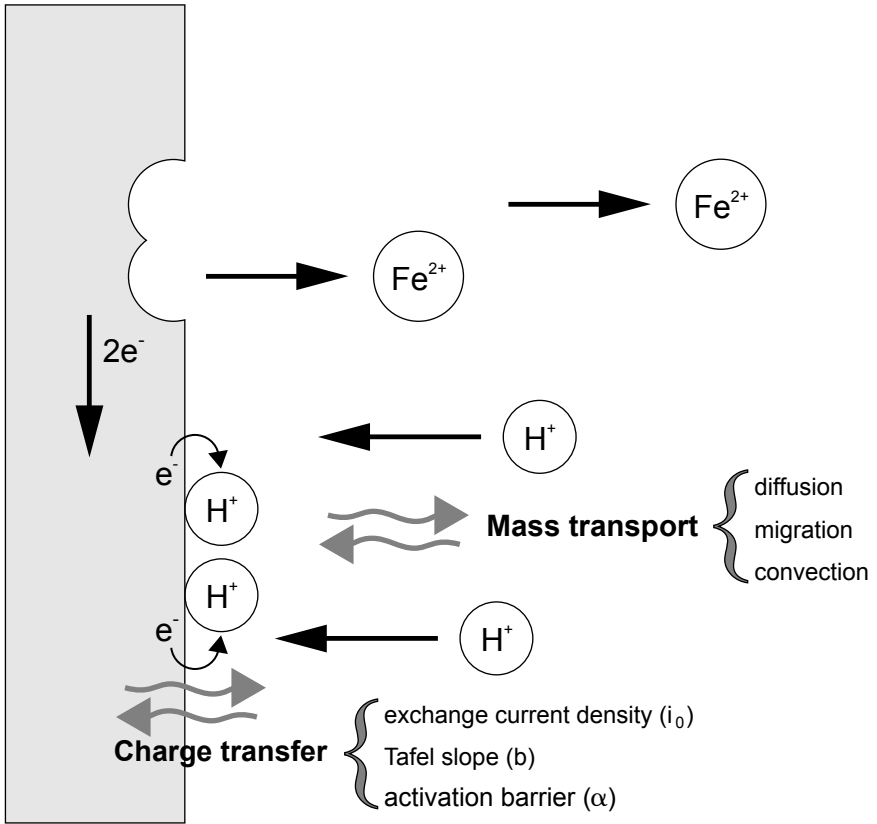 Fe²⁺
Fe²⁺
2e⁻
H⁺
e⁻
H⁺
diffusion
Mass transport
migration
convection
H⁺
e⁻
H⁺
exchange current density (i₀)
Charge transfer
Tafel slope (b)
activation barrier (α)